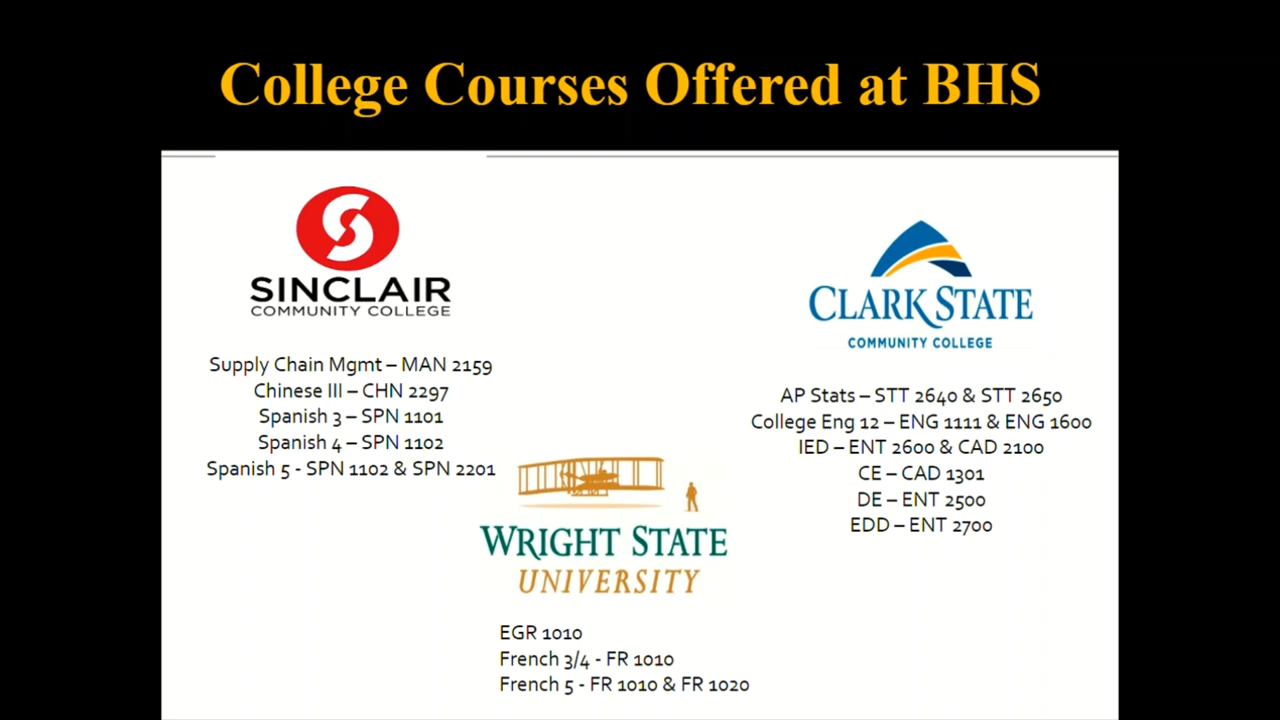 College Courses Offered at BHS
SINCLAIR
COMMUNITY COLLEGE
Supply Chain Mgmt – MAN 2159
Chinese III – CHN 2297
Spanish 3 – SPN 1101
Spanish 4 – SPN 1102
Spanish 5 - SPN 1102 & SPN 2201
CLARK STATE
COMMUNITY COLLEGE
AP Stats – STT 2640 & STT 2650
College Eng 12 – ENG 1111 & ENG 1600
IED – ENT 2600 & CAD 2100
CE – CAD 1301
DE – ENT 2500
EDD – ENT 2700
WRIGHT STATE
UNIVERSITY
EGR 1010
French 3/4 - FR 1010
French 5 - FR 1010 & FR 1020